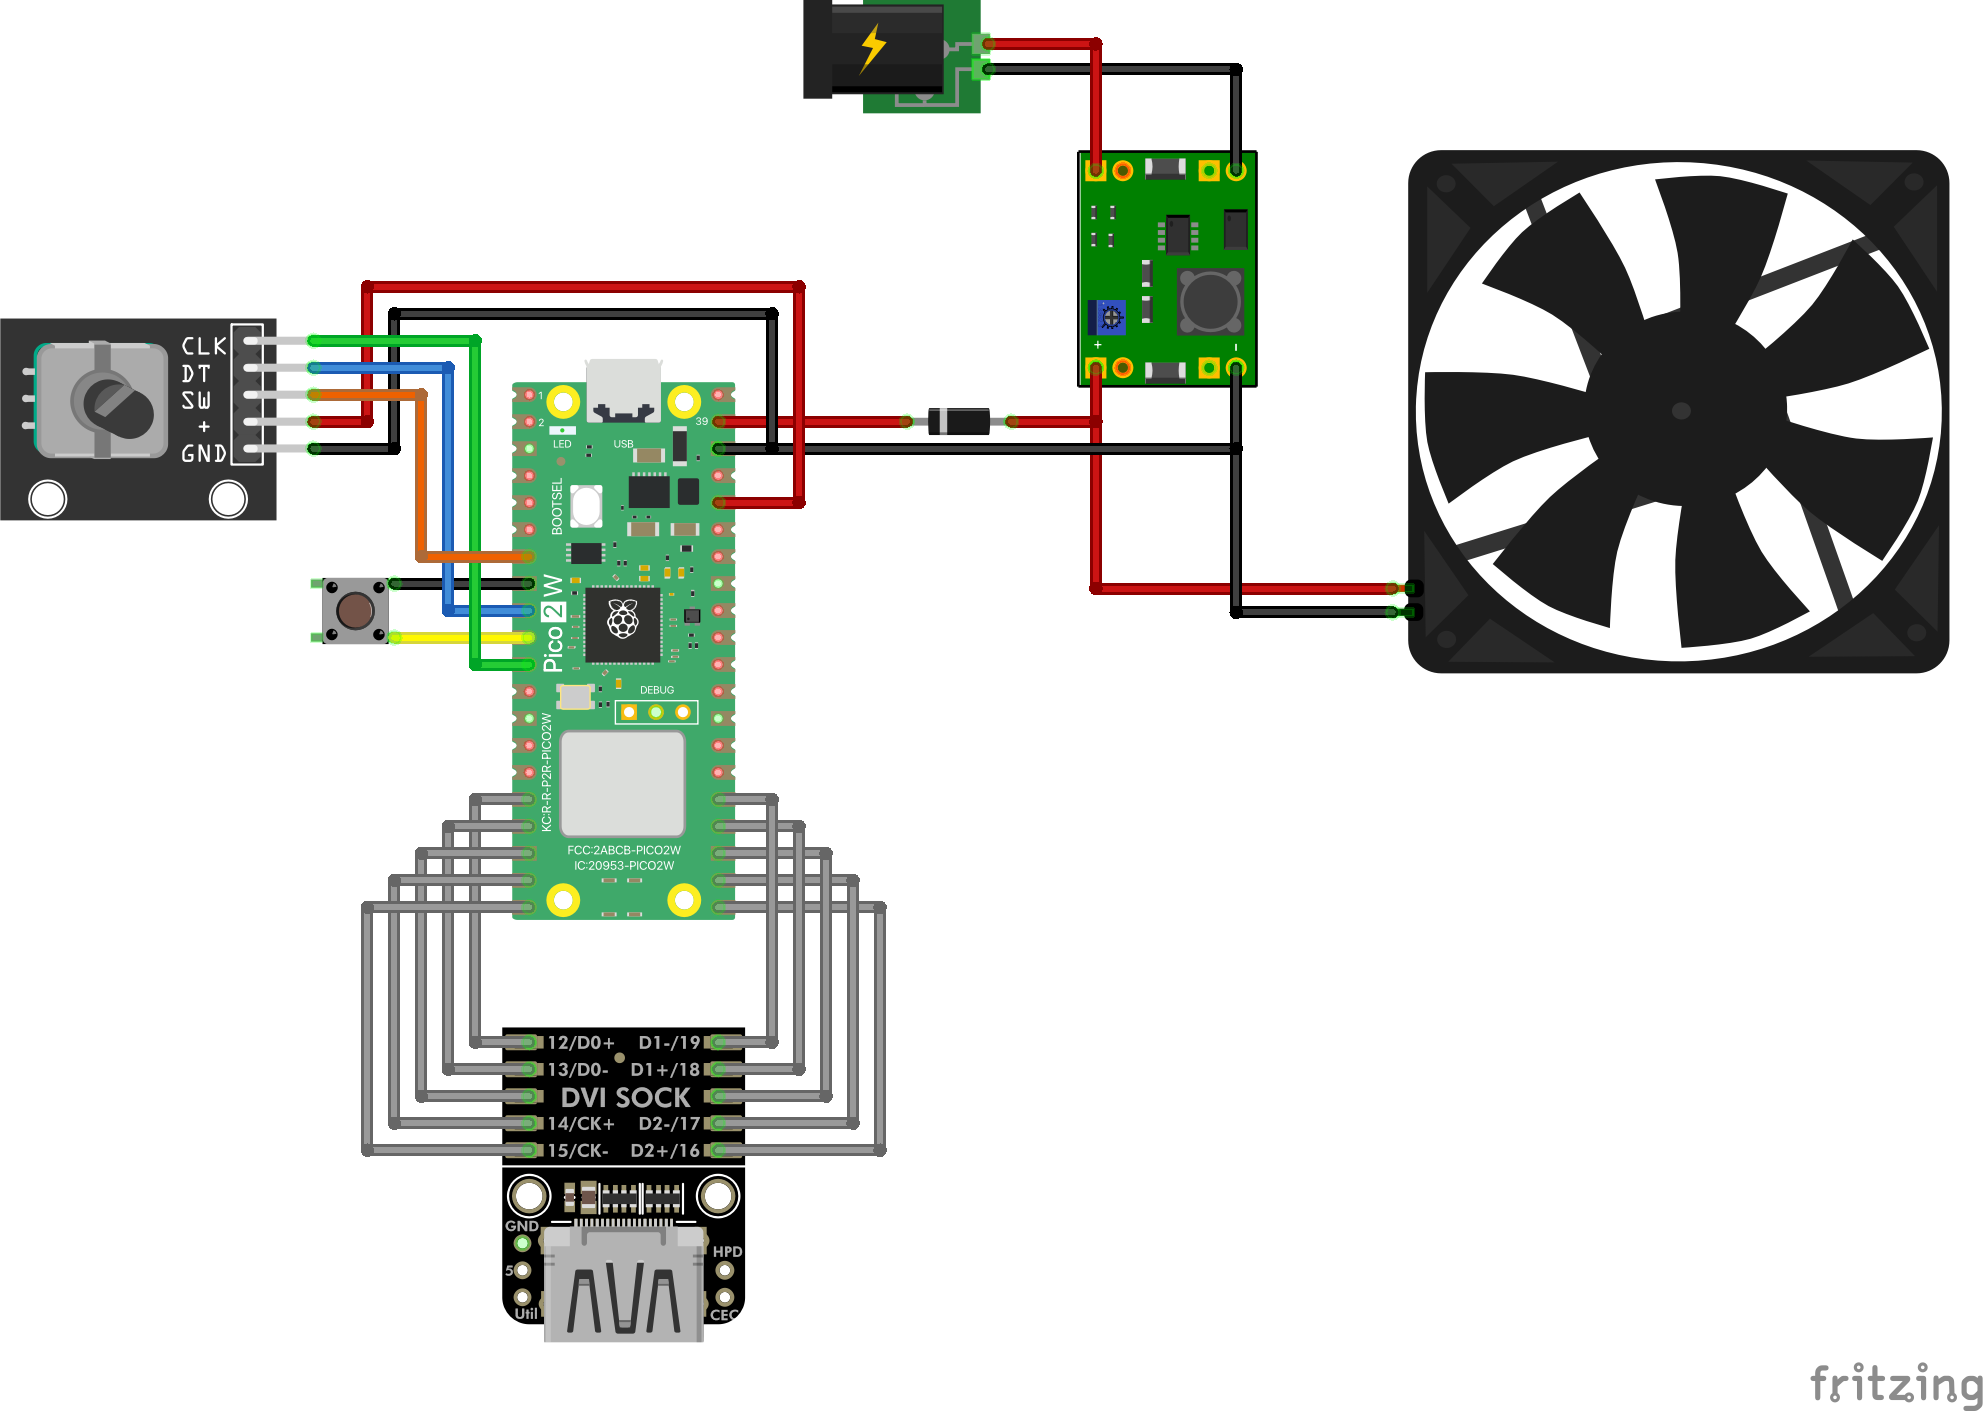 +
-
CLK
DT
SW
+
GND
1
2
39
LED
USB
BOOTSEL
Pico 2 W
DEBUG
KC:R-R-P2R-PICO2W
FCC:2ABCB-PICO2W
IC:20953-PICO2W
12/D0+ D1-/19
13/D0- D1+/18
DVI SOCK
14/CK+ D2-/17
15/CK- D2+/16
GND
HPD
5
Util
CEC
fritzing